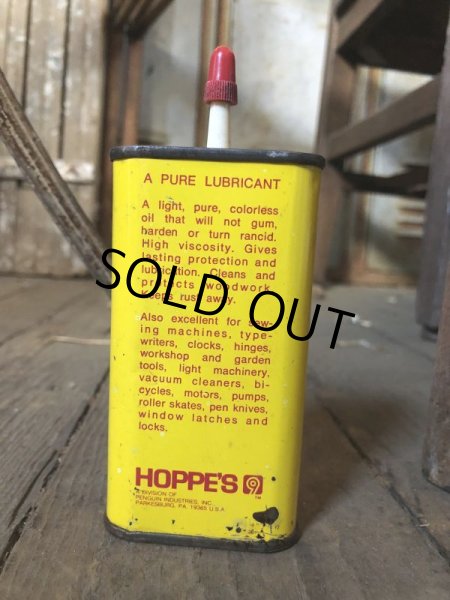 A PURE LUBRICANT
A light, pure, colorless
oil that will not gum,
harden or turn rancid.
High viscosity. Gives
lasting protection and
lubrication. Cleans and
protects woodwork.
Keeps rust away.
SOLD OUT
Also excellent for sew-
ing machines, type-
writers, clocks, hinges,
workshop and garden
tools, light machinery,
vacuum cleaners, bi-
cycles, motors, pumps,
roller skates, pen knives,
window latches and
locks.
HOPPE'S 9 ™
A DIVISION OF
PENGUIN INDUSTRIES, INC.
PARKESBURG, PA. 19365 U.S.A.